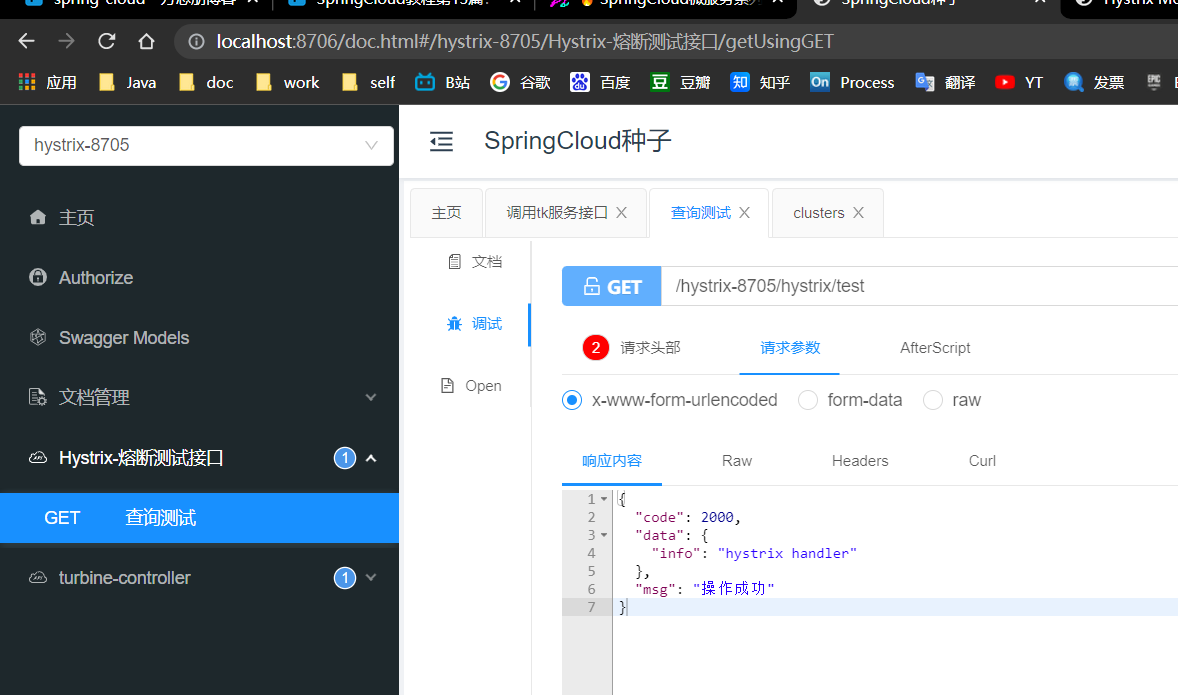 spring-cloud - 方志朋博客
SpringCloud教程第15篇:
SpringCloud微服务系
SpringCloud种子
Hystrix Mo
localhost:8706/doc.html#/hystrix-8705/Hystrix-熔断测试接口/getUsingGET
应用 Java doc work self B站 谷歌 百度 豆瓣 知乎 Process 翻译 YT 发票
hystrix-8705
SpringCloud种子
主页
Authorize
Swagger Models
文档管理
Hystrix-熔断测试接口 1
GET 查询测试
turbine-controller 1
主页 调用tk服务接口 查询测试 clusters
文档
调试
Open
GET /hystrix-8705/hystrix/test
2 请求头部 请求参数 AfterScript
x-www-form-urlencoded form-data raw
响应内容 Raw Headers Curl
1 {
2 "code": 2000,
3 "data": {
4 "info": "hystrix handler"
5 },
6 "msg": "操作成功"
7 }